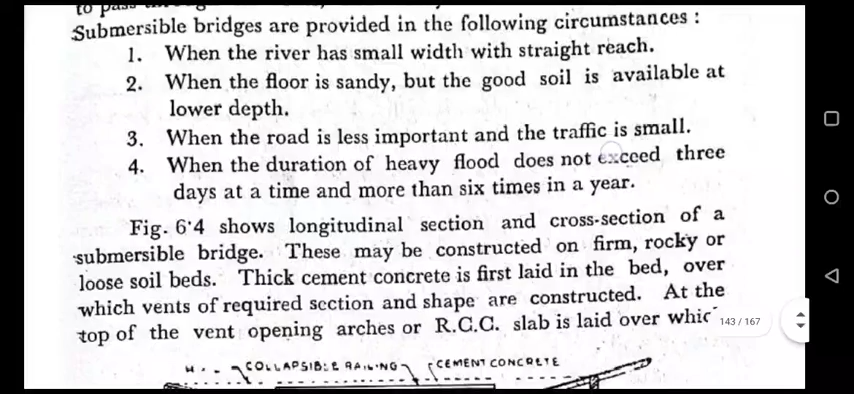 to pass
Submersible bridges are provided in the following circumstances :
1. When the river has small width with straight reach.
2. When the floor is sandy, but the good soil is available at
lower depth.
3. When the road is less important and the traffic is small.
4. When the duration of heavy flood does not exceed three
days at a time and more than six times in a year.
Fig. 6·4 shows longitudinal section and cross-section of a
submersible bridge. These may be constructed on firm, rocky or
loose soil beds. Thick cement concrete is first laid in the bed, over
which vents of required section and shape are constructed. At the
top of the vent opening arches or R.C.C. slab is laid over
143 / 167
COLLAPSIBLE RAILING CEMENT CONCRETE